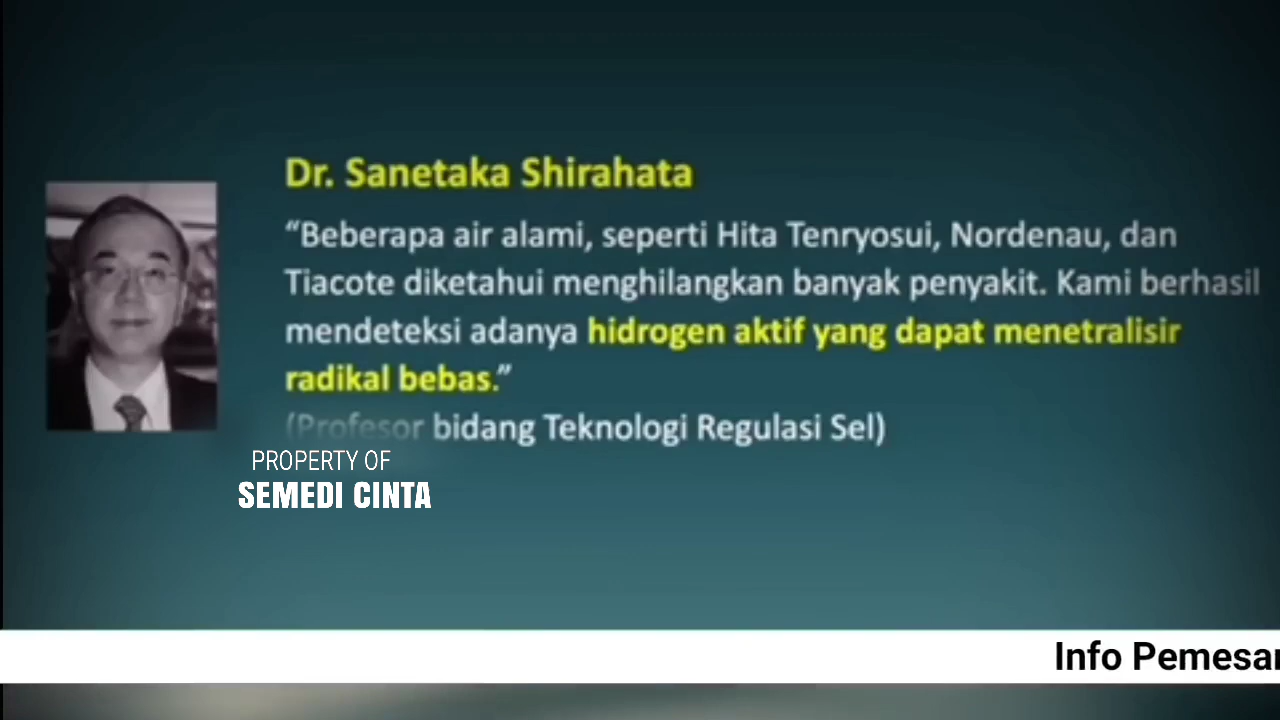 Dr. Sanetaka Shirahata
“Beberapa air alami, seperti Hita Tenryosui, Nordenau, dan
Tiacote diketahui menghilangkan banyak penyakit. Kami berhasil
mendeteksi adanya hidrogen aktif yang dapat menetralisir
radikal bebas.”
(Profesor bidang Teknologi Regulasi Sel)
PROPERTY OF
SEMEDI CINTA
Info Pemesan